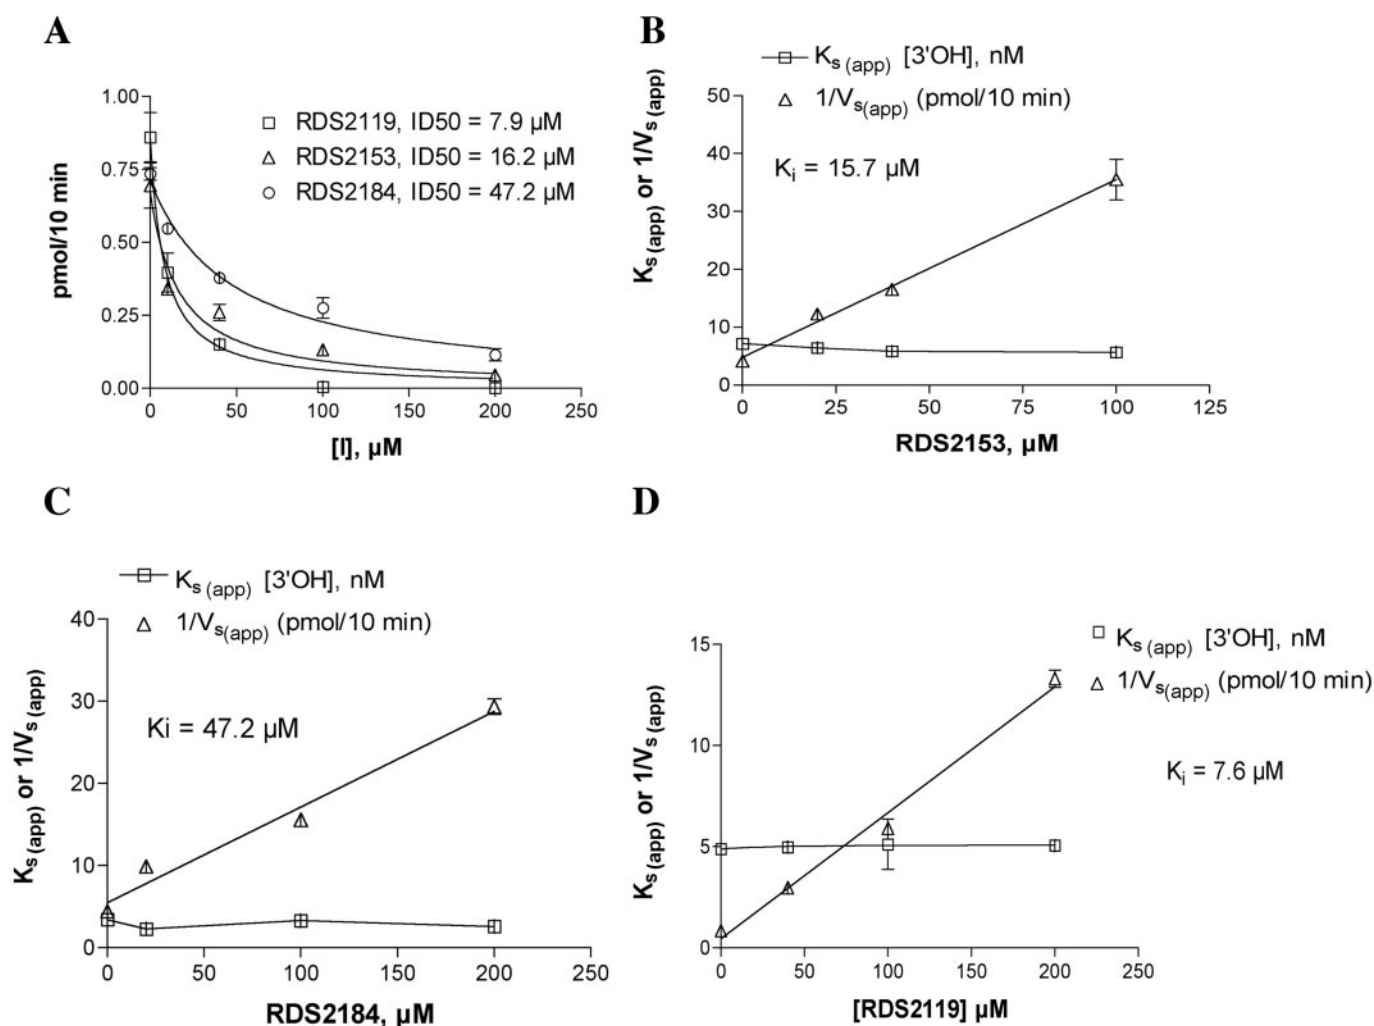 A
1.00
0.75
0.50
0.25
0.00
pmol/10 min
RDS2119, ID50 = 7.9 µM
RDS2153, ID50 = 16.2 µM
RDS2184, ID50 = 47.2 µM
0 50 100 150 200 250
[I], µM
B
Ks (app) [3'OH], nM
1/Vs(app) (pmol/10 min)
50
40
30
20
10
0
Ks (app) or 1/Vs (app)
Ki = 15.7 µM
0 25 50 75 100 125
RDS2153, µM
C
Ks (app) [3'OH], nM
1/Vs(app) (pmol/10 min)
40
30
20
10
0
Ks (app) or 1/Vs (app)
Ki = 47.2 µM
0 50 100 150 200 250
RDS2184, µM
D
Ks (app) [3'OH], nM
1/Vs(app) (pmol/10 min)
15
10
5
0
Ks (app) or 1/Vs (app)
Ki = 7.6 µM
0 50 100 150 200 250
[RDS2119] µM